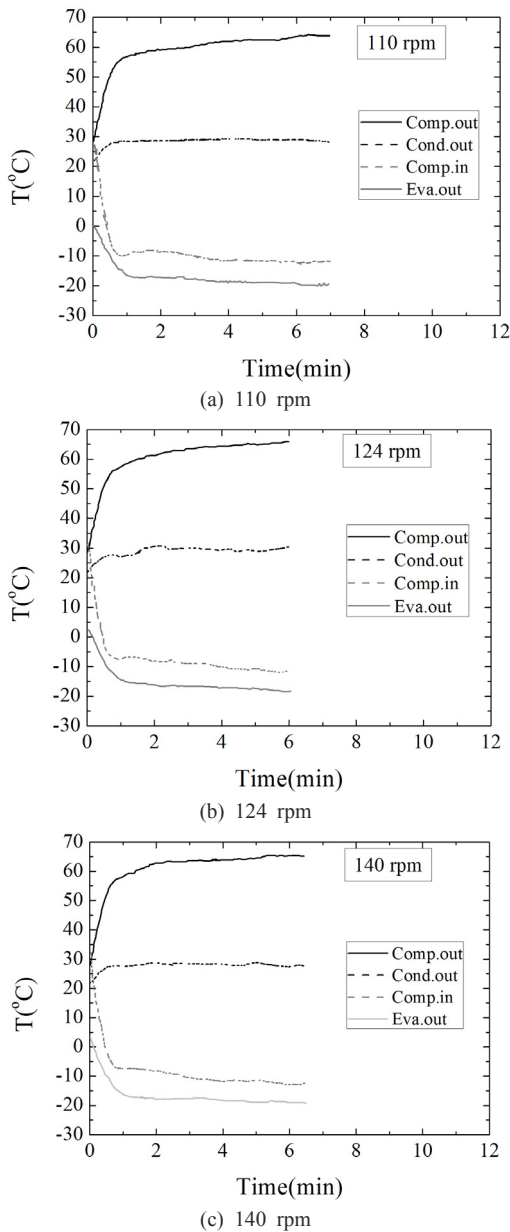 70
60
50
40
30
20
10
0
-10
-20
-30
T(°C)
110 rpm
Comp.out
Cond.out
Comp.in
Eva.out
0 2 4 6 8 10 12
Time(min)
(a) 110 rpm
70
60
50
40
30
20
10
0
-10
-20
-30
T(°C)
124 rpm
Comp.out
Cond.out
Comp.in
Eva.out
0 2 4 6 8 10 12
Time(min)
(b) 124 rpm
70
60
50
40
30
20
10
0
-10
-20
-30
T(°C)
140 rpm
Comp.out
Cond.out
Comp.in
Eva.out
0 2 4 6 8 10 12
Time(min)
(c) 140 rpm